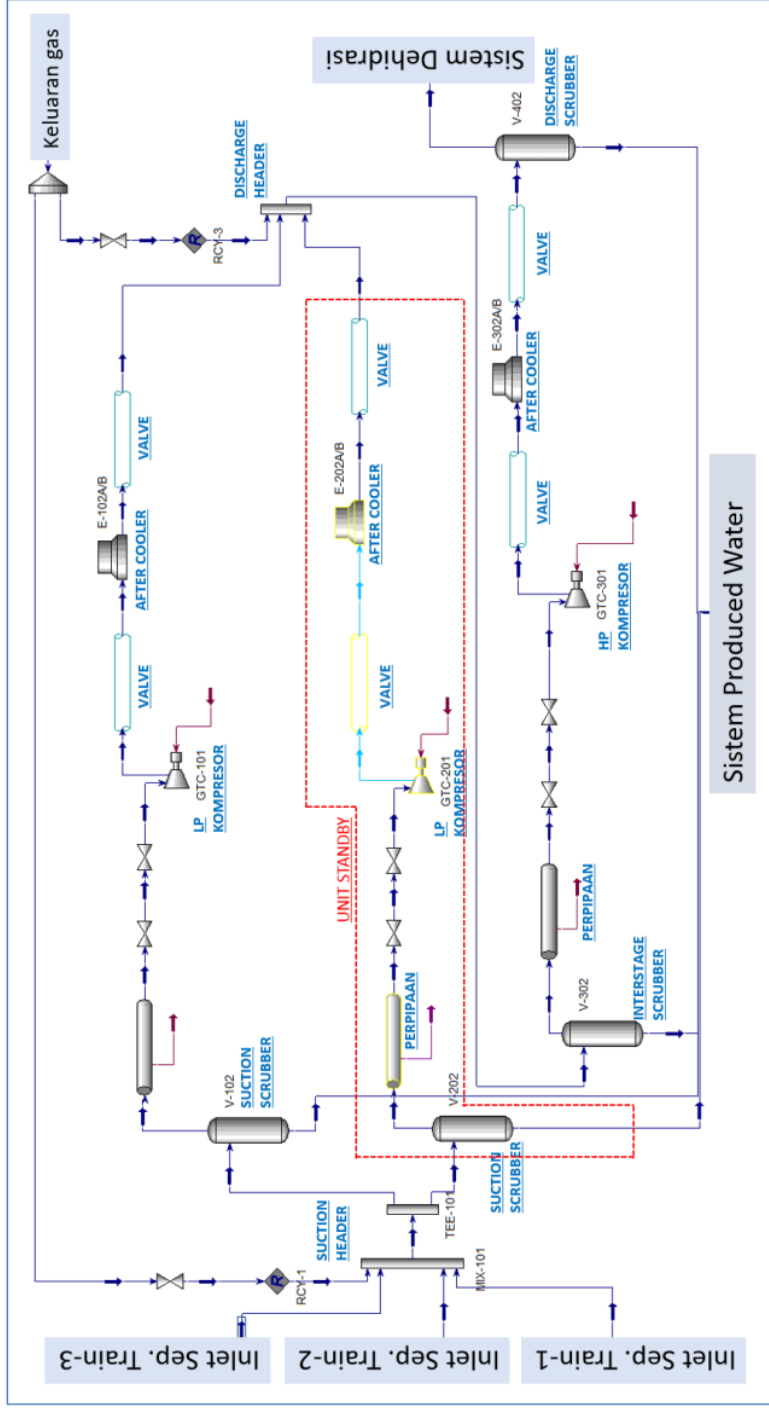 Keluaran gas
Sistem Dehidrasi
DISCHARGE
HEADER
RCY-3
V-402
DISCHARGE
SCRUBBER
E-102A/B
AFTER COOLER
VALVE
VALVE
GTC-101
LP
KOMPRESOR
V-102
SUCTION
SCRUBBER
UNIT STANDBY
E-202A/B
AFTER COOLER
VALVE
VALVE
GTC-201
LP
KOMPRESOR
PERPIPAAN
V-202
SUCTION
SCRUBBER
E-302A/B
AFTER COOLER
VALVE
VALVE
GTC-301
HP
KOMPRESOR
PERPIPAAN
V-302
INTERSTAGE
SCRUBBER
SUCTION
HEADER
TEE-101
MIX-101
RCY-1
R
R
Inlet Sep. Train-3
Inlet Sep. Train-2
Inlet Sep. Train-1
Sistem Produced Water